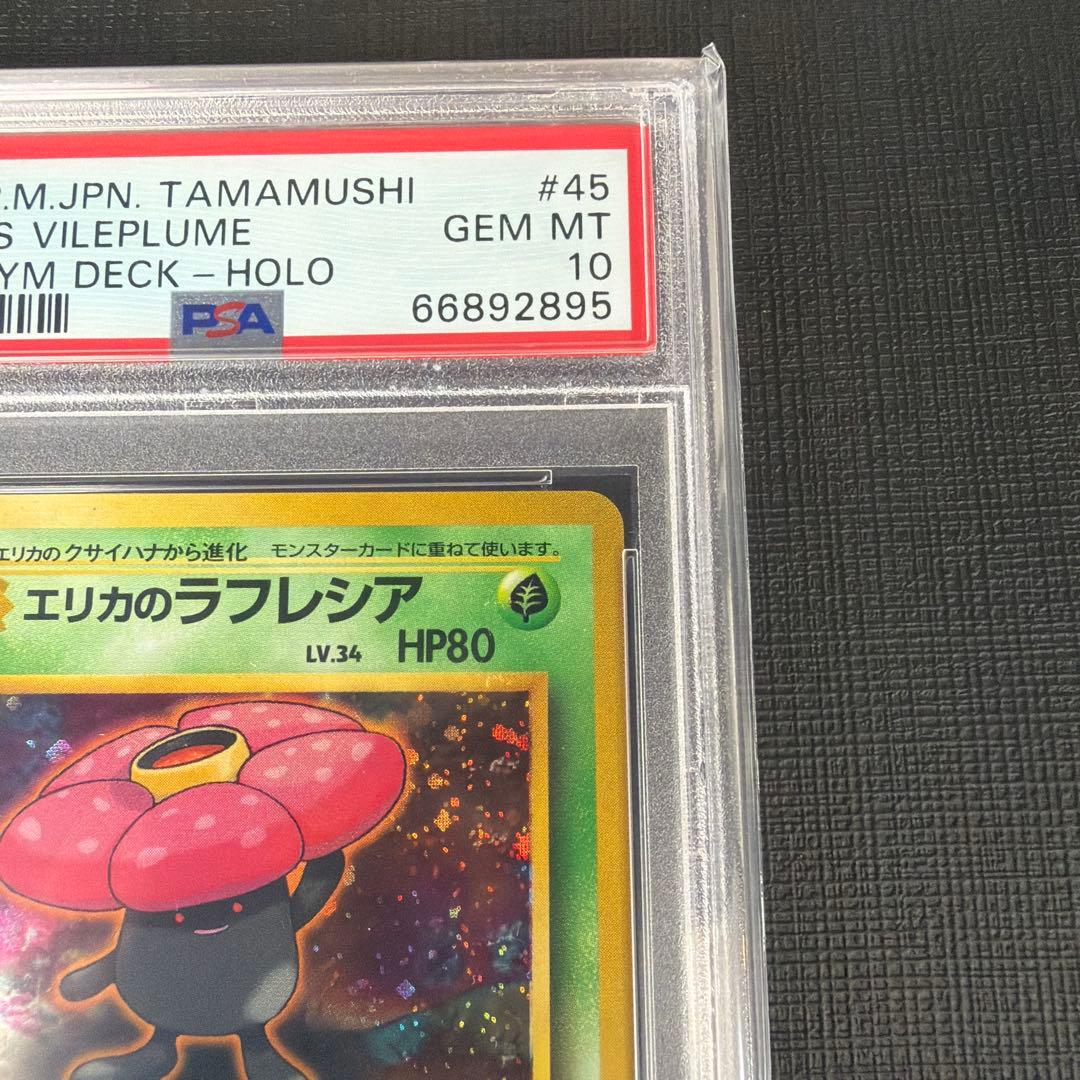 P.M.JPN. TAMAMUSHI #45
S VILEPLUME GEM MT
YM DECK - HOLO 10
PSA 66892895
エリカのクサイハナから進化 モンスターカードに重ねて使います。
エリカのラフレシア
LV.34 HP80